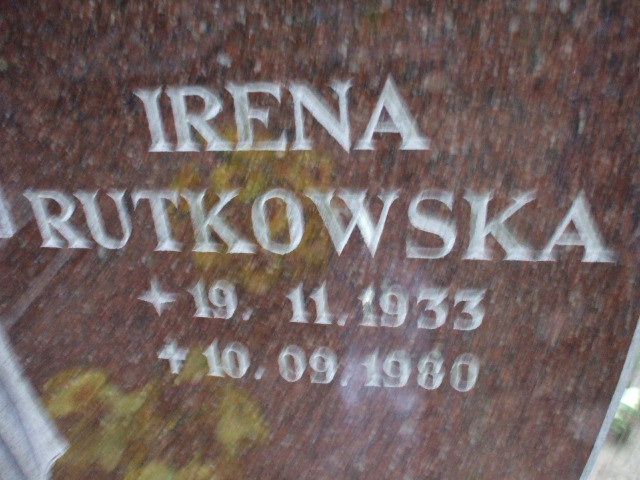 IRENA
RUTKOWSKA
* 19. 11. 1933
† 10. 09. 1980